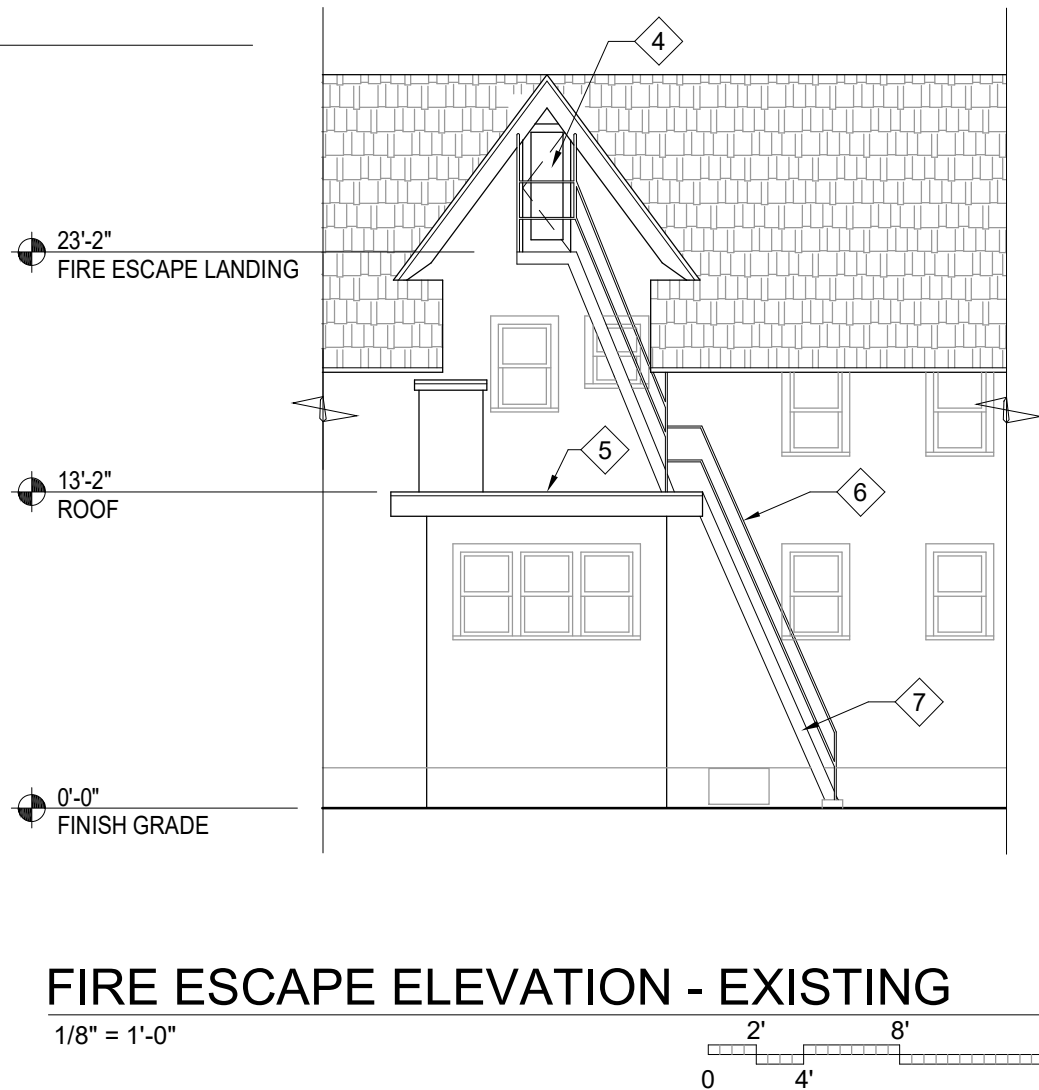 4
23'-2"
FIRE ESCAPE LANDING
5
13'-2"
6
ROOF
7
0'-0"
FINISH GRADE
FIRE ESCAPE ELEVATION - EXISTING
1/8" = 1'-0"
2' 8'
0 4'